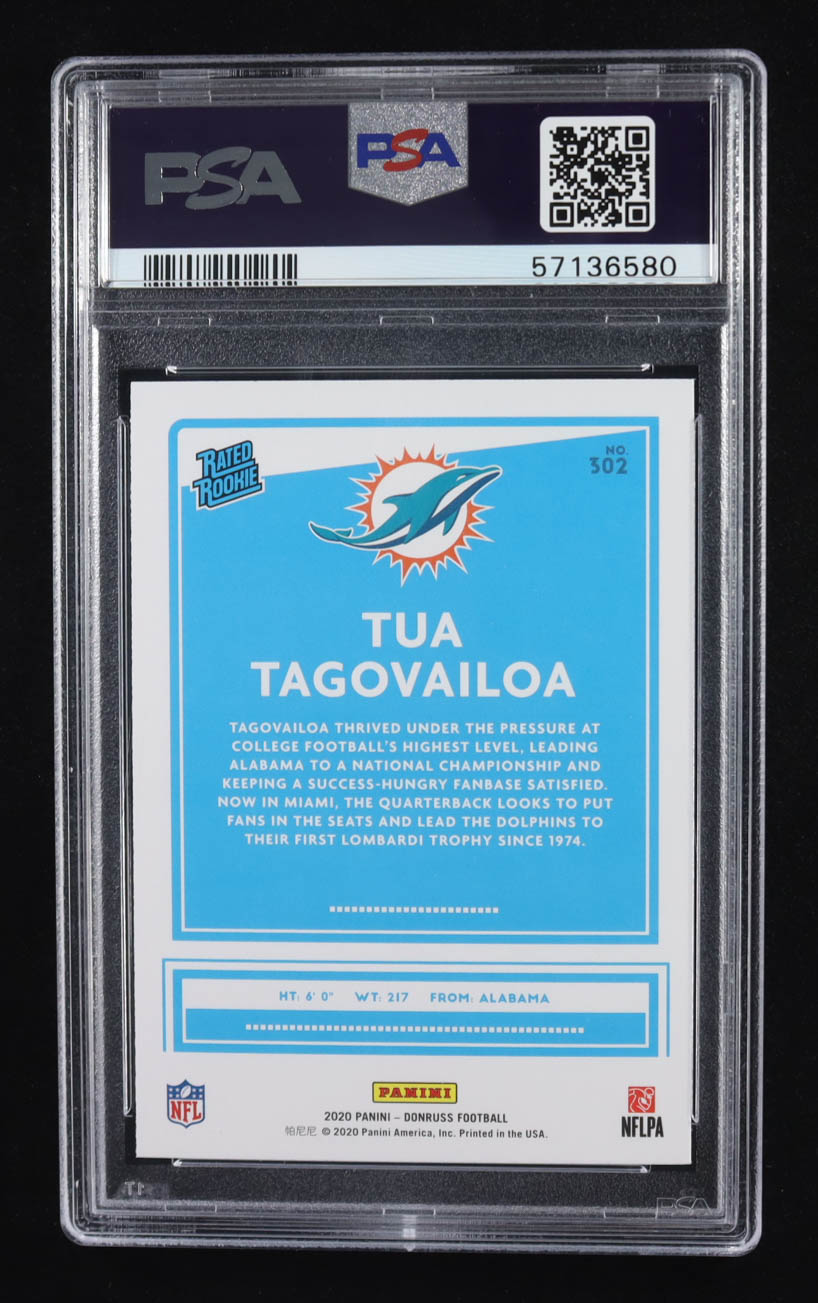 PSA
PSA
57136580
RATED
ROOKIE
NO.
302
TUA
TAGOVAILOA
TAGOVAILOA THRIVED UNDER THE PRESSURE AT
COLLEGE FOOTBALL'S HIGHEST LEVEL, LEADING
ALABAMA TO A NATIONAL CHAMPIONSHIP AND
KEEPING A SUCCESS-HUNGRY FANBASE SATISFIED.
NOW IN MIAMI, THE QUARTERBACK LOOKS TO PUT
FANS IN THE SEATS AND LEAD THE DOLPHINS TO
THEIR FIRST LOMBARDI TROPHY SINCE 1974.
HT: 6' 0" WT: 217 FROM: ALABAMA
NFL
PANINI
2020 PANINI – DONRUSS FOOTBALL
帕尼尼 © 2020 Panini America, Inc. Printed in the USA.
NFLPA
PSA